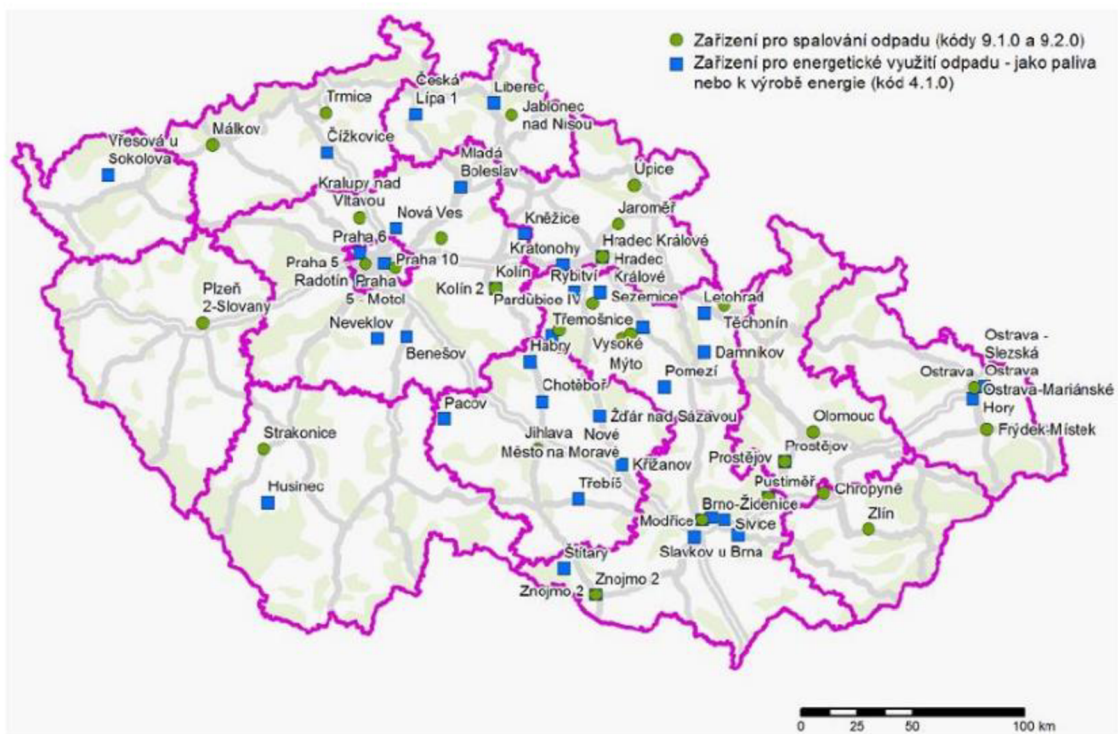 Zařízení pro spalování odpadu (kódy 9.1.0 a 9.2.0)
Zařízení pro energetické využití odpadu - jako paliva
nebo k výrobě energie (kód 4.1.0)
Česká
Lípa 1
Liberec
Jablonec
nad Nisou
Trmice
Málkov
Čížkovice
Vřesová u
Sokolova
Mladá
Boleslav
Kralupy nad
Vltavou
Úpice
Nová Ves
Kněžice
Jaroměř
Praha 6
Kratonohy
Hradec Králové
Hradec
Králové
Praha 5
Radotín
Praha 10
Praha
5 - Motol
Kolín
Kolín 2
Rybitví
Pardubice IV
Sezemice
Letohrad
Těchonín
Plzeň
2-Slovany
Neveklov
Benešov
Třemošnice
Habry
Vysoké
Mýto
Damníkov
Ostrava -
Slezská
Ostrava
Ostrava
Ostrava-Mariánské
Hory
Chotěboř
Pomezí
Pacov
Žďár nad Sázavou
Olomouc
Frýdek-Místek
Strakonice
Jihlava
Nové
Město na Moravě
Prostějov
Prostějov
Křižanov
Husinec
Třebíč
Pustiměř
Chropyně
Brno-Židenice
Zlín
Modřice
Sivice
Slavkov u Brna
Štítary
Znojmo 2
Znojmo 2
0 25 50 100 km